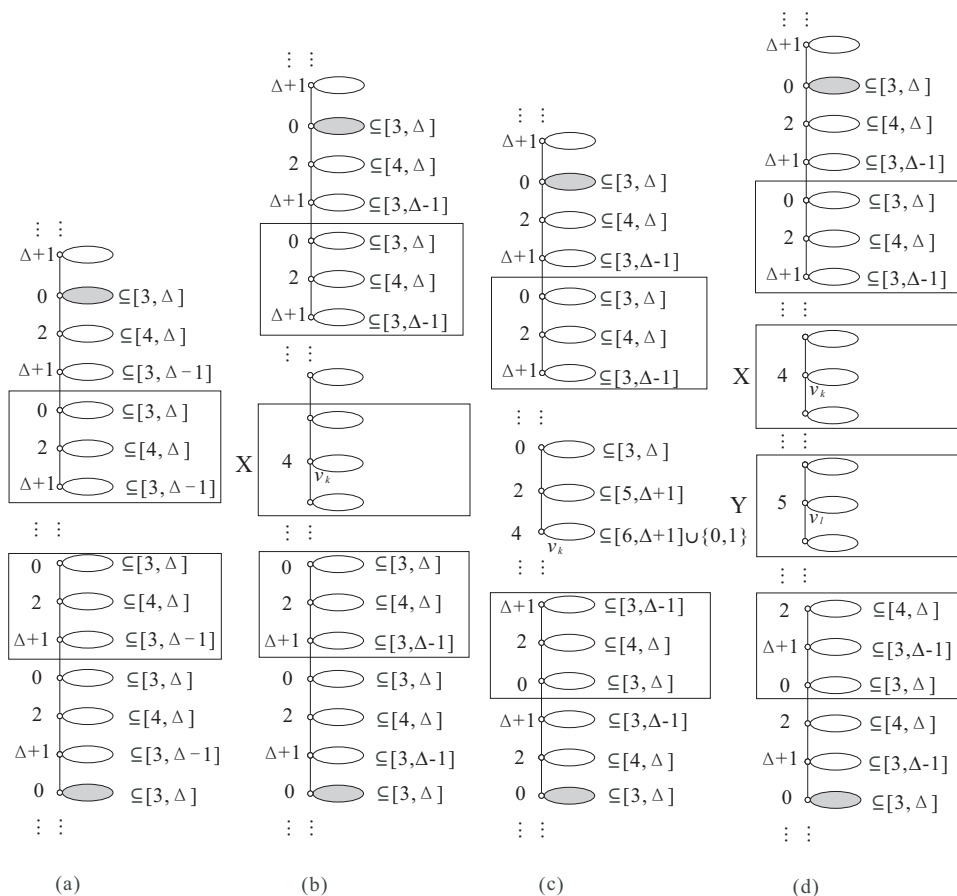 ⋮ ⋮
Δ+1
0 ⊆[3, Δ]
2 ⊆[4, Δ]
Δ+1 ⊆[3, Δ−1]
0 ⊆[3, Δ]
2 ⊆[4, Δ]
Δ+1 ⊆[3, Δ−1]
⋮ ⋮
0 ⊆[3, Δ]
2 ⊆[4, Δ]
Δ+1 ⊆[3, Δ−1]
0 ⊆[3, Δ]
2 ⊆[4, Δ]
Δ+1 ⊆[3, Δ−1]
0 ⊆[3, Δ]
⋮ ⋮
(a)
⋮ ⋮
Δ+1
0 ⊆[3, Δ]
2 ⊆[4, Δ]
Δ+1 ⊆[3,Δ-1]
0 ⊆[3, Δ]
2 ⊆[4, Δ]
Δ+1 ⊆[3,Δ-1]
⋮ ⋮
X 4 v_k
⋮ ⋮
0 ⊆[3, Δ]
2 ⊆[4, Δ]
Δ+1 ⊆[3,Δ-1]
0 ⊆[3, Δ]
2 ⊆[4, Δ]
Δ+1 ⊆[3,Δ-1]
0 ⊆[3, Δ]
⋮ ⋮
(b)
⋮ ⋮
Δ+1
0 ⊆[3, Δ]
2 ⊆[4, Δ]
Δ+1 ⊆[3,Δ-1]
0 ⊆[3, Δ]
2 ⊆[4, Δ]
Δ+1 ⊆[3,Δ-1]
⋮ ⋮
0 ⊆[3, Δ]
2 ⊆[5, Δ+1]
4 v_k ⊆[6, Δ+1]∪{0,1}
⋮ ⋮
Δ+1 ⊆[3,Δ-1]
2 ⊆[4, Δ]
0 ⊆[3, Δ]
Δ+1 ⊆[3,Δ-1]
2 ⊆[4, Δ]
0 ⊆[3, Δ]
⋮ ⋮
(c)
⋮ ⋮
Δ+1
0 ⊆[3, Δ]
2 ⊆[4, Δ]
Δ+1 ⊆[3,Δ-1]
0 ⊆[3, Δ]
2 ⊆[4, Δ]
Δ+1 ⊆[3,Δ-1]
⋮ ⋮
X 4 v_k
⋮ ⋮
Y 5 v_l
⋮ ⋮
2 ⊆[4, Δ]
Δ+1 ⊆[3,Δ-1]
0 ⊆[3, Δ]
2 ⊆[4, Δ]
Δ+1 ⊆[3,Δ-1]
0 ⊆[3, Δ]
⋮ ⋮
(d)